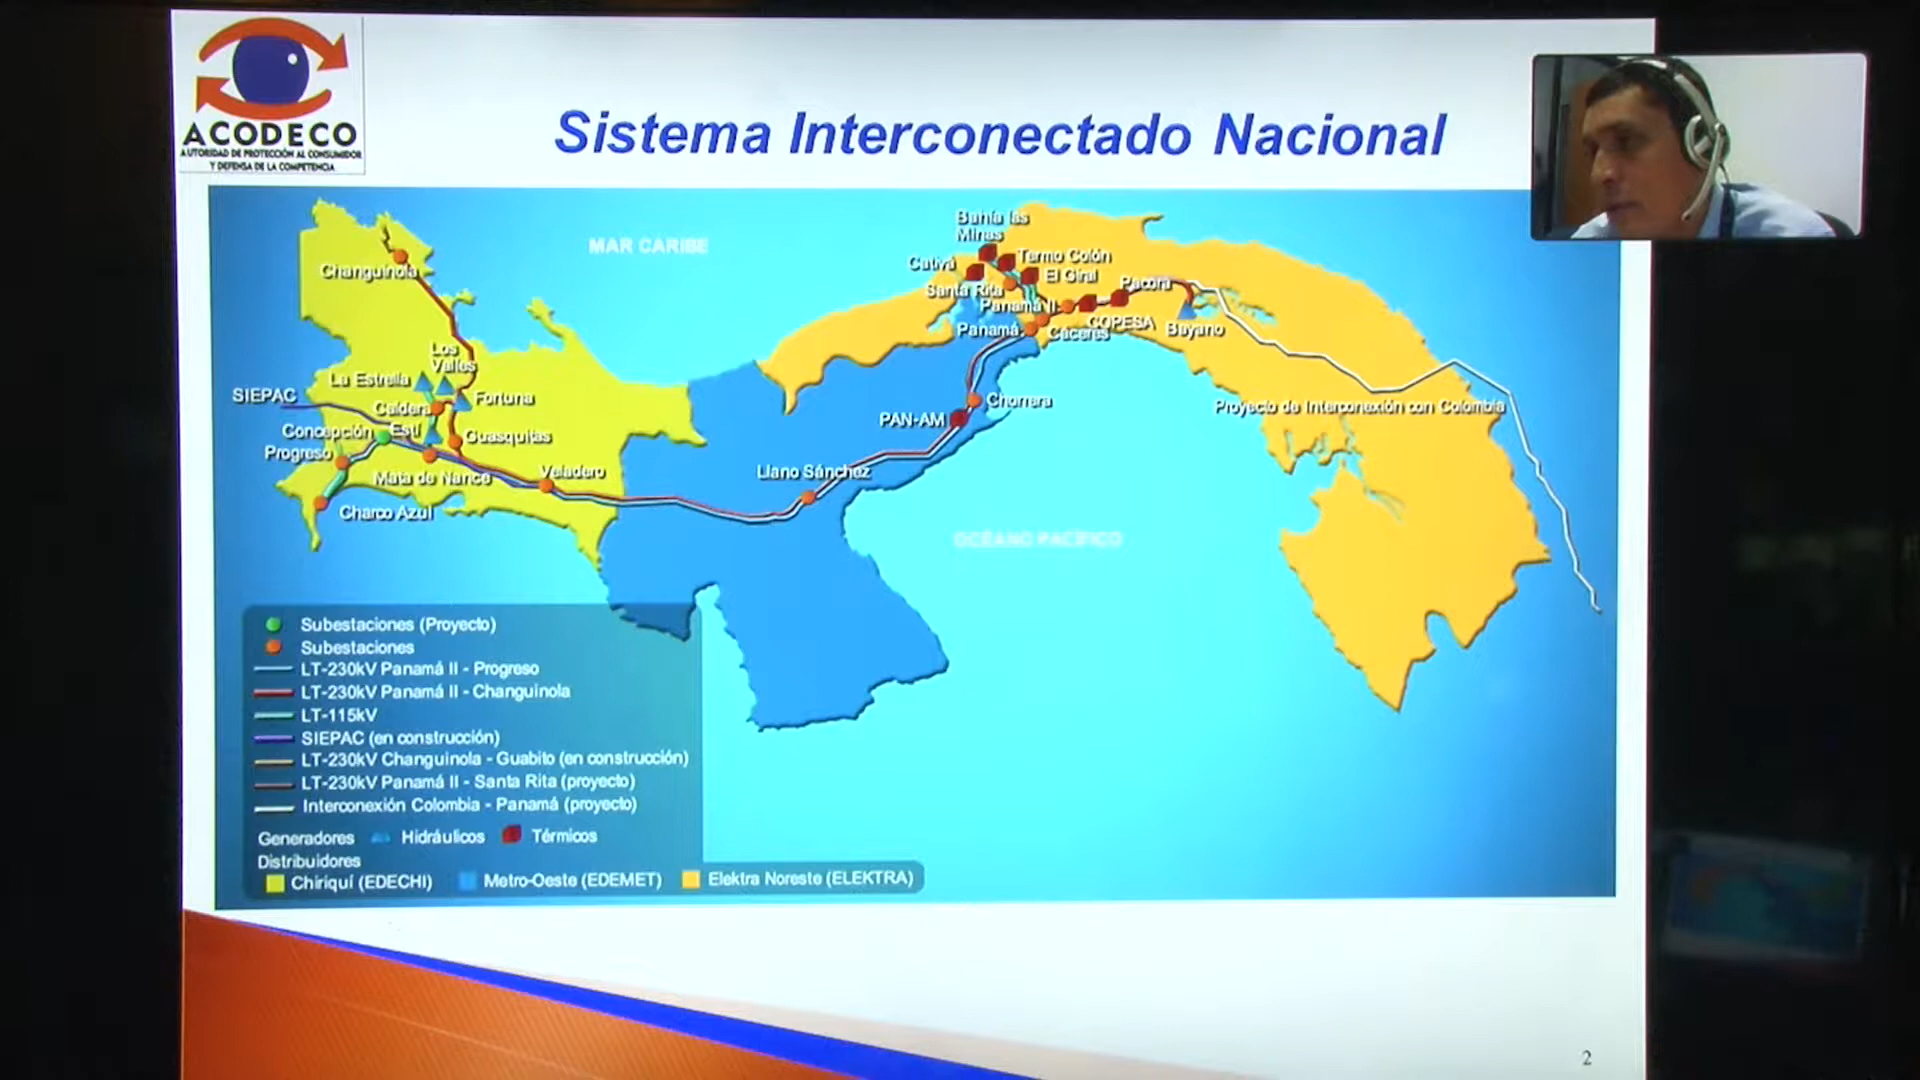 ACODECO
AUTORIDAD DE PROTECCIÓN AL CONSUMIDOR
Y DEFENSA DE LA COMPETENCIA
Sistema Interconectado Nacional
MAR CARIBE
Bahía las
Minas
Termo Colón
Cativá
El Giral
Santa Rita
Pacora
Panamá II
COPESA
Panamá
Cáceres
Bayano
Changuinola
Los
Valles
La Estrella
SIEPAC
Fortuna
Caldera
Chorrera
Proyecto de Interconexión con Colombia
PAN-AM
Concepción
Estí
Guasquitas
Progreso
Mata de Nance
Veladero
Llano Sánchez
Charco Azul
OCÉANO PACÍFICO
Subestaciones (Proyecto)
Subestaciones
LT-230kV Panamá II - Progreso
LT-230kV Panamá II - Changuinola
LT-115kV
SIEPAC (en construcción)
LT-230kV Changuinola - Guabito (en construcción)
LT-230kV Panamá II - Santa Rita (proyecto)
Interconexión Colombia - Panamá (proyecto)
Generadores Hidráulicos Térmicos
Distribuidores
Chiriquí (EDECHI) Metro-Oeste (EDEMET) Elektra Noreste (ELEKTRA)
2